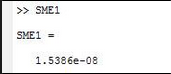 >> SME1
SME1 =
1.5386e-08